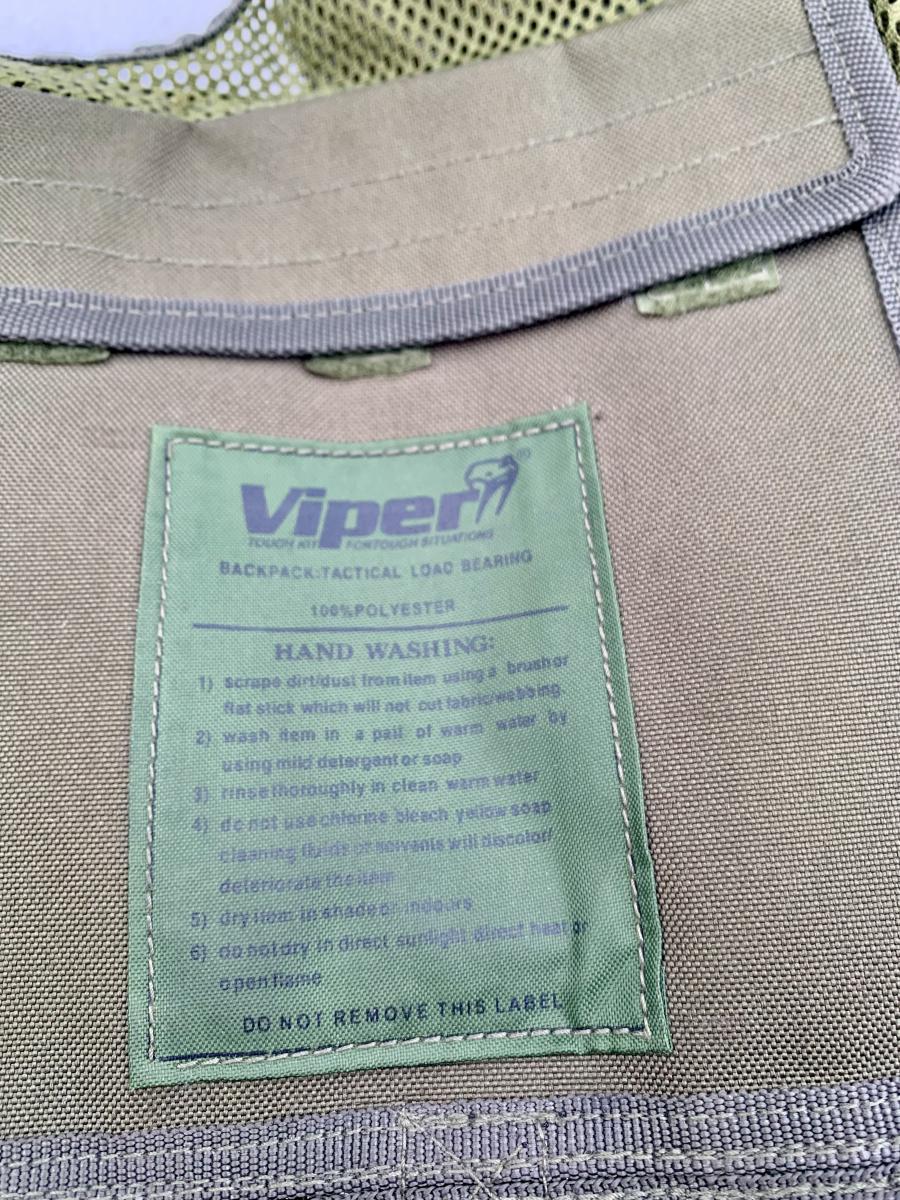 Viper®
TOUGH KIT FOR TOUGH SITUATIONS
BACKPACK:TACTICAL LOAD BEARING
100%POLYESTER
HAND WASHING:
1) scrape dirt/dust from item using a brush or
flat stick which will not cut fabric/webbing
2) wash item in a pail of warm water by
using mild detergant or soap
3) rinse thoroughly in clean warm water
4) do not use chlorine bleach yellow soap
cleaning fluids or solvents will discolor/
deteriorate the item
5) dry item in shade or indoors
6) do not dry in direct sunlight direct heat or
open flame
DO NOT REMOVE THIS LABEL